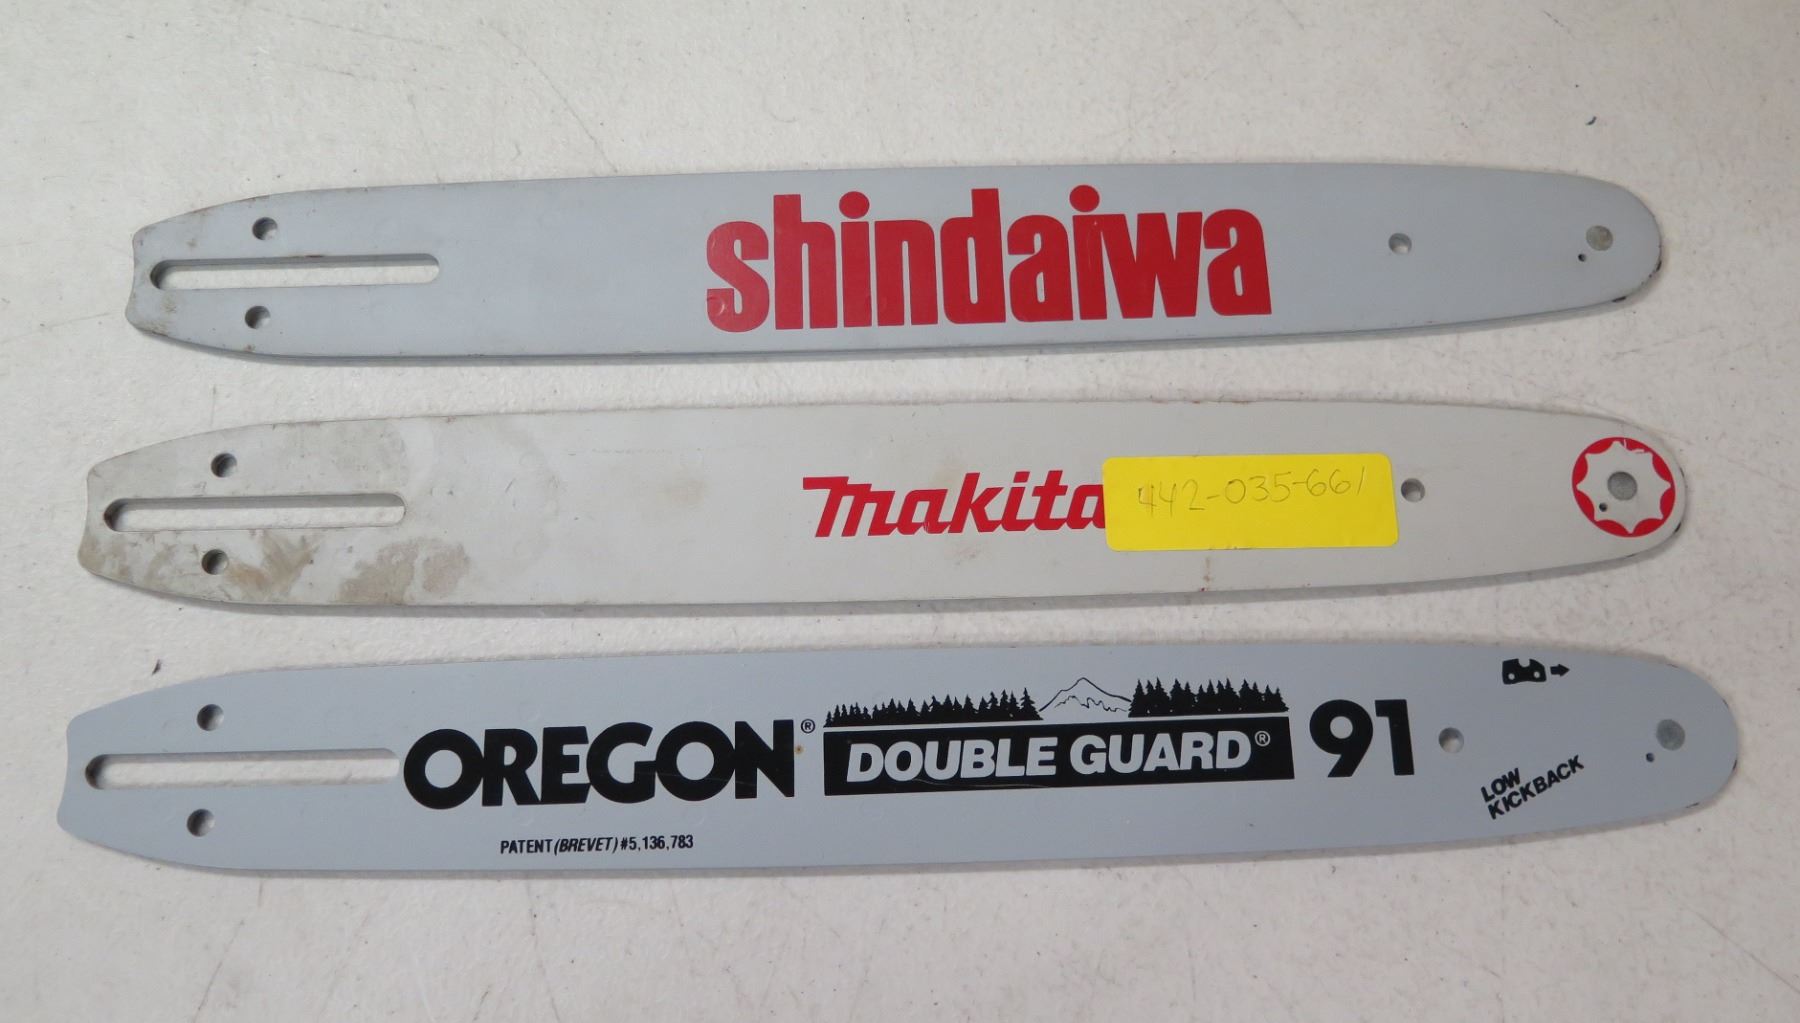 shindaiwa
makita 442-035-661
OREGON® DOUBLE GUARD® 91
LOW
KICKBACK
PATENT (BREVET) #5,136,783